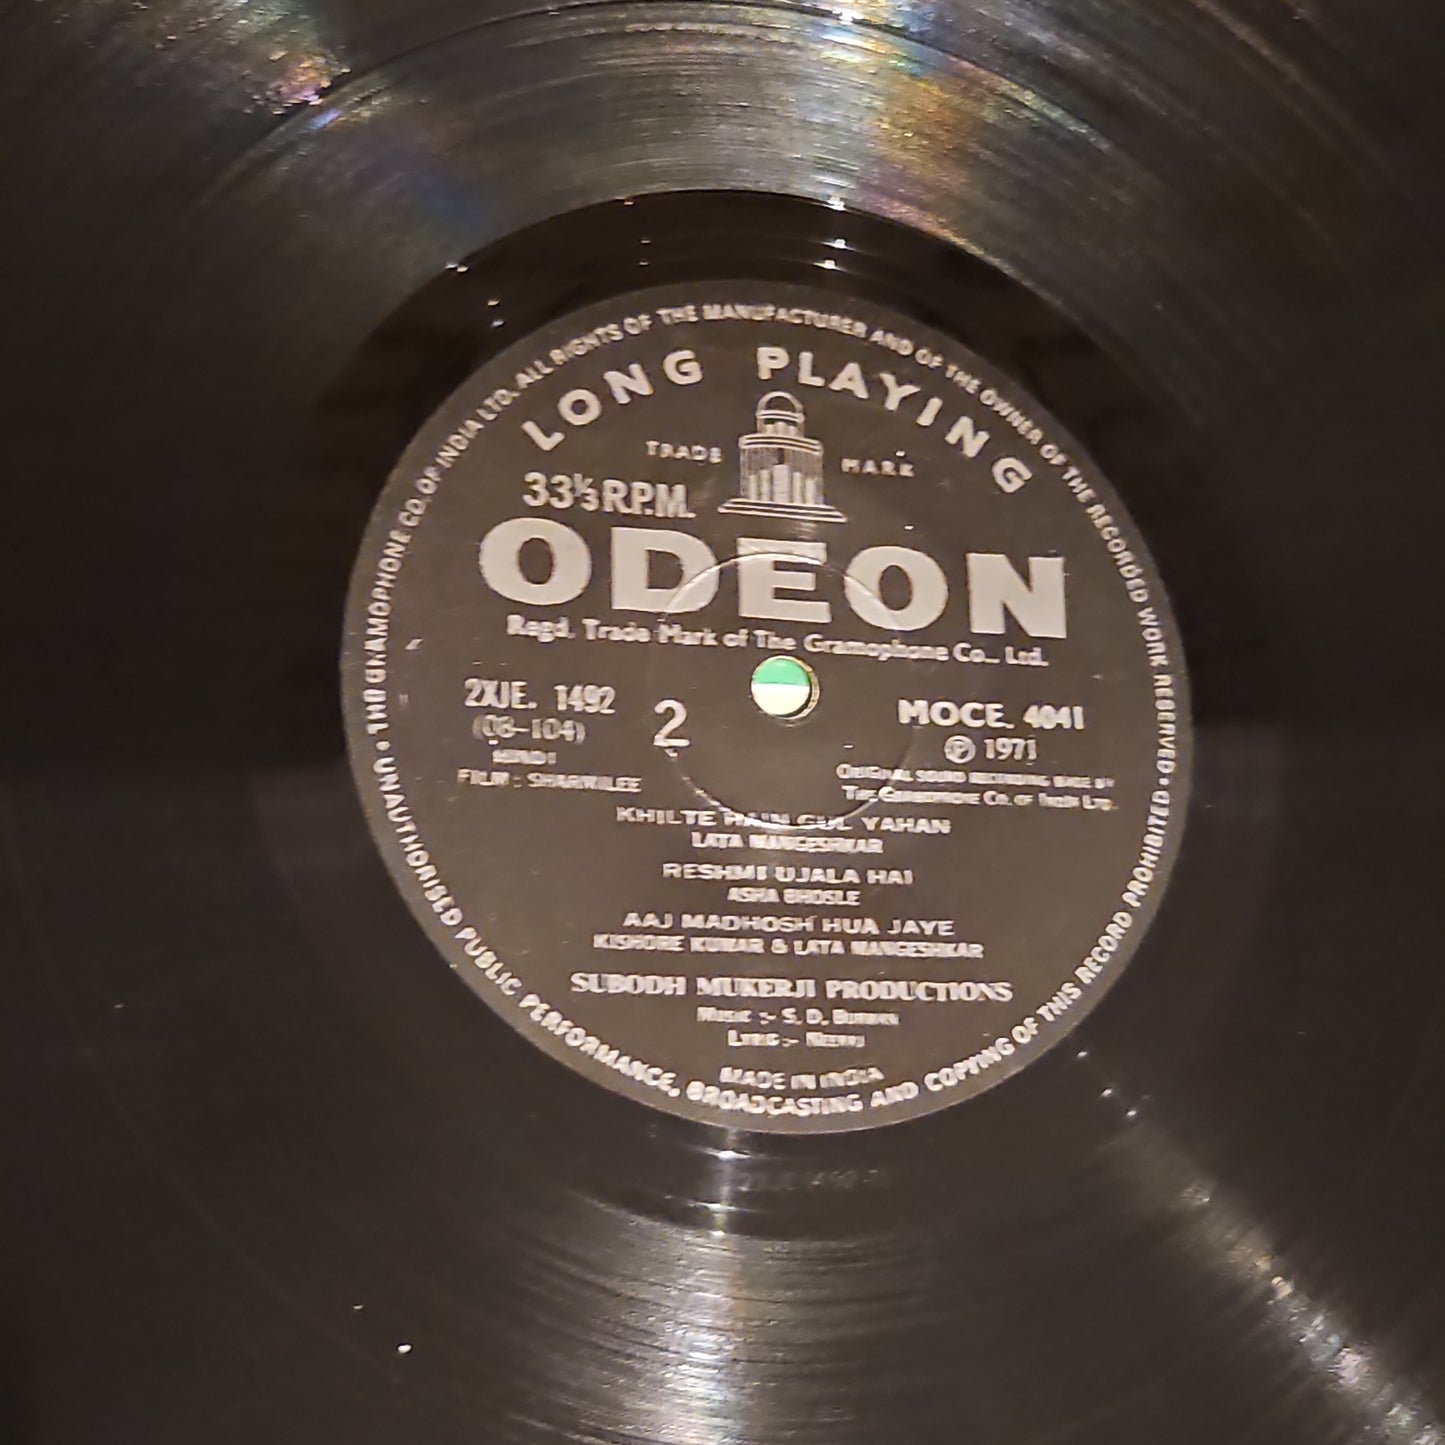 THE GRAMOPHONE CO. OF INDIA LTD. ALL RIGHTS OF THE MANUFACTURER AND OF THE OWNER OF THE RECORDED WORK RESERVED • UNAUTHORISED PUBLIC PERFORMANCE, BROADCASTING AND COPYING OF THIS RECORD PROHIBITED •
LONG PLAYING
TRADE MARK
33⅓ R.P.M.
ODEON
Regd. Trade Mark of The Gramophone Co., Ltd.
2XJE. 1492
(08-104)
HINDI
FILM : SHARMILEE
2
MOCE. 4041
℗ 1971
ORIGINAL SOUND RECORDING MADE BY
THE GRAMOPHONE CO. OF INDIA LTD.
KHILTE HAIN GUL YAHAN
LATA MANGESHKAR
RESHMI UJALA HAI
ASHA BHOSLE
AAJ MADHOSH HUA JAYE
KISHORE KUMAR & LATA MANGESHKAR
SUBODH MUKERJI PRODUCTIONS
MUSIC :- S. D. BURMAN
LYRIC :- NEERAJ
MADE IN INDIA